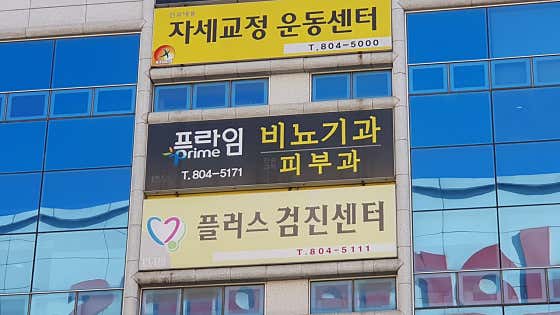 자세교정 운동센터
T.804-5000
프라임 비뇨기과
Prime 피부과
T.804-5171
플러스 검진센터
T.804-5111